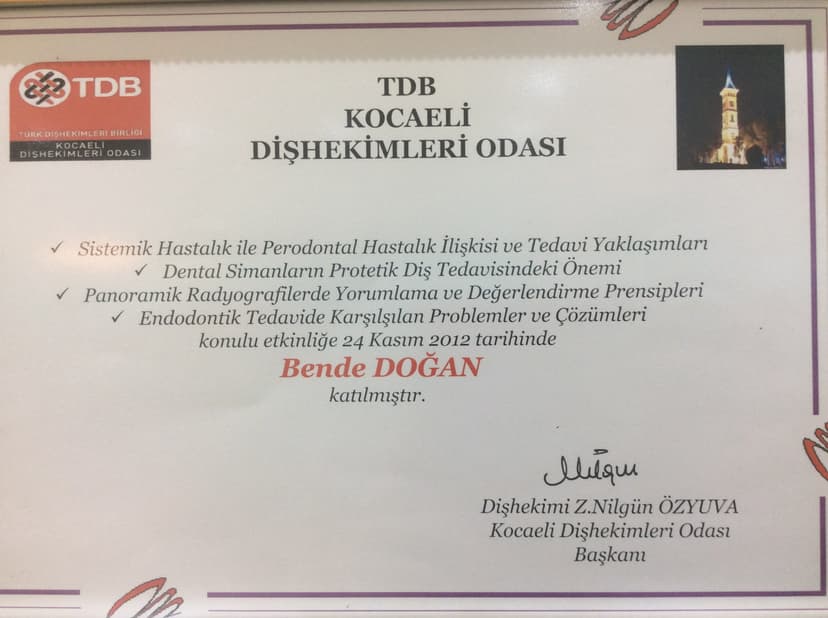 TDB
TÜRK DİŞHEKİMLERİ BİRLİĞİ
KOCAELİ
DİŞHEKİMLERİ ODASI
TDB
KOCAELİ
DİŞHEKİMLERİ ODASI
✓ Sistemik Hastalık ile Perodontal Hastalık İlişkisi ve Tedavi Yaklaşımları
✓ Dental Simanların Protetik Diş Tedavisindeki Önemi
✓ Panoramik Radyografilerde Yorumlama ve Değerlendirme Prensipleri
✓ Endodontik Tedavide Karşılşılan Problemler ve Çözümleri
konulu etkinliğe 24 Kasım 2012 tarihinde
Bende DOĞAN
katılmıştır.
Dişhekimi Z.Nilgün ÖZYUVA
Kocaeli Dişhekimleri Odası
Başkanı